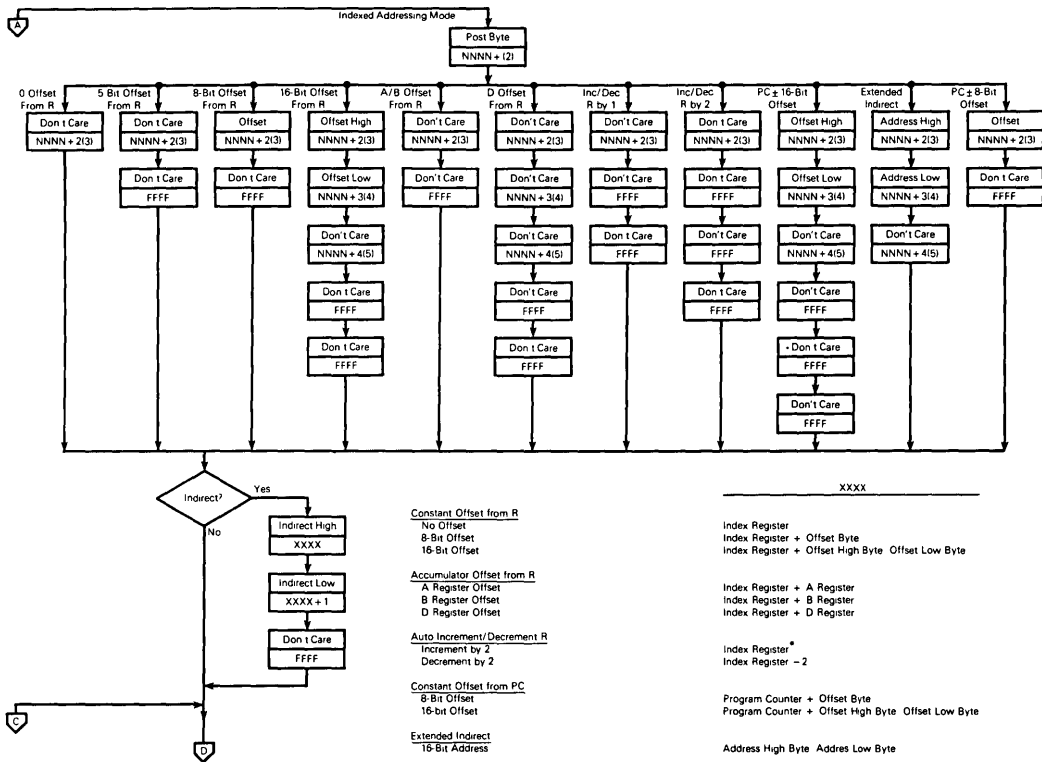 A
Indexed Addressing Mode
Post Byte
NNNN + (2)
0 Offset
From R
5 Bit Offset
From R
8-Bit Offset
From R
16-Bit Offset
From R
A/B Offset
From R
D Offset
From R
Inc/Dec
R by 1
Inc/Dec
R by 2
PC ± 16-Bit
Offset
Extended
Indirect
PC ± 8-Bit
Offset
Don t Care
NNNN + 2(3)
Don t Care
NNNN + 2(3)
Offset
NNNN + 2(3)
Offset High
NNNN + 2(3)
Don't Care
NNNN + 2(3)
Don't Care
NNNN + 2(3)
Don't Care
NNNN + 2(3)
Don't Care
NNNN + 2(3)
Offset High
NNNN + 2(3)
Address High
NNNN + 2(3)
Offset
NNNN + 2(3)
Don t Care
FFFF
Don t Care
FFFF
Offset Low
NNNN + 3(4)
Don't Care
FFFF
Don't Care
NNNN + 3(4)
Don't Care
FFFF
Don t Care
FFFF
Offset Low
NNNN + 3(4)
Address Low
NNNN + 3(4)
Don t Care
FFFF
Don't Care
NNNN + 4(5)
Don't Care
NNNN + 4(5)
Don't Care
FFFF
Don't Care
FFFF
Don't Care
NNNN + 4(5)
Don't Care
NNNN + 4(5)
Don t Care
FFFF
Don t Care
FFFF
Don't Care
FFFF
Don t Care
FFFF
Don t Care
FFFF
Don t Care
FFFF
Don t Care
FFFF
Don't Care
FFFF
Indirect?
Yes
No
Indirect High
XXXX
Indirect Low
XXXX + 1
Don t Care
FFFF
C
D
XXXX
Constant Offset from R
No Offset Index Register
8-Bit Offset Index Register + Offset Byte
16-Bit Offset Index Register + Offset High Byte Offset Low Byte
Accumulator Offset from R
A Register Offset Index Register + A Register
B Register Offset Index Register + B Register
D Register Offset Index Register + D Register
Auto Increment/Decrement R
Increment by 2 Index Register*
Decrement by 2 Index Register – 2
Constant Offset from PC
8-Bit Offset Program Counter + Offset Byte
16-bit Offset Program Counter + Offset High Byte Offset Low Byte
Extended Indirect
16-Bit Address Address High Byte Addres Low Byte